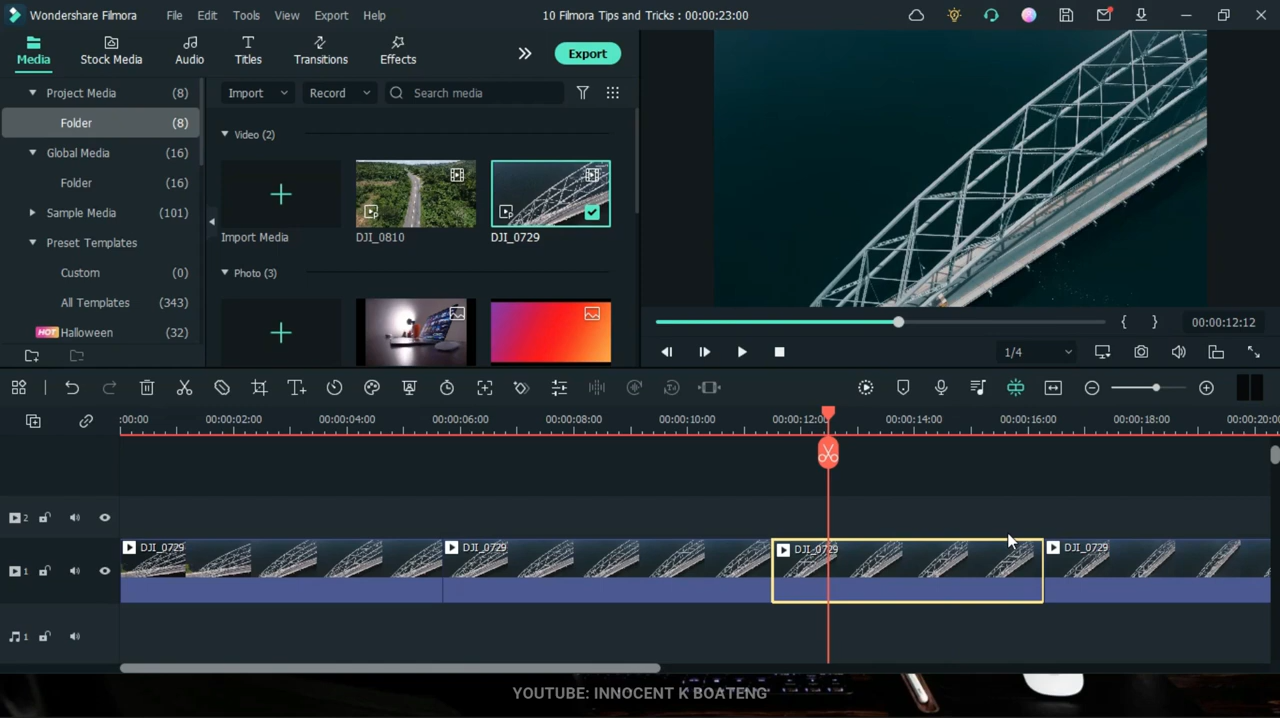 Wondershare Filmora
File
Edit
Tools
View
Export
Help
10 Filmora Tips and Tricks : 00:00:23:00
Media
Stock Media
Audio
Titles
Transitions
Effects
Export
Project Media (8)
Folder (8)
Global Media (16)
Folder (16)
Sample Media (101)
Preset Templates
Custom (0)
All Templates (343)
HOT Halloween (32)
Import
Record
Search media
Video (2)
Import Media
DJI_0810
DJI_0729
Photo (3)
00:00:12:12
1/4
:00:00
00:00:02:00
00:00:04:00
00:00:06:00
00:00:08:00
00:00:10:00
00:00:12:00
00:00:14:00
00:00:16:00
00:00:18:00
00:00:20:00
2
1
DJI_0729
DJI_0729
DJI_0729
DJI_0729
1
YOUTUBE: INNOCENT K BOATENG